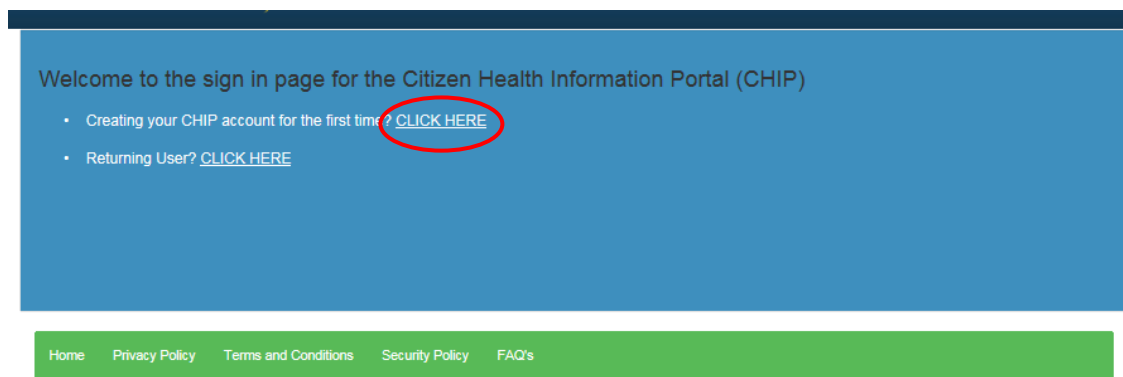 Welcome to the sign in page for the Citizen Health Information Portal (CHIP)
• Creating your CHIP account for the first time? CLICK HERE
• Returning User? CLICK HERE
Home Privacy Policy Terms and Conditions Security Policy FAQ's